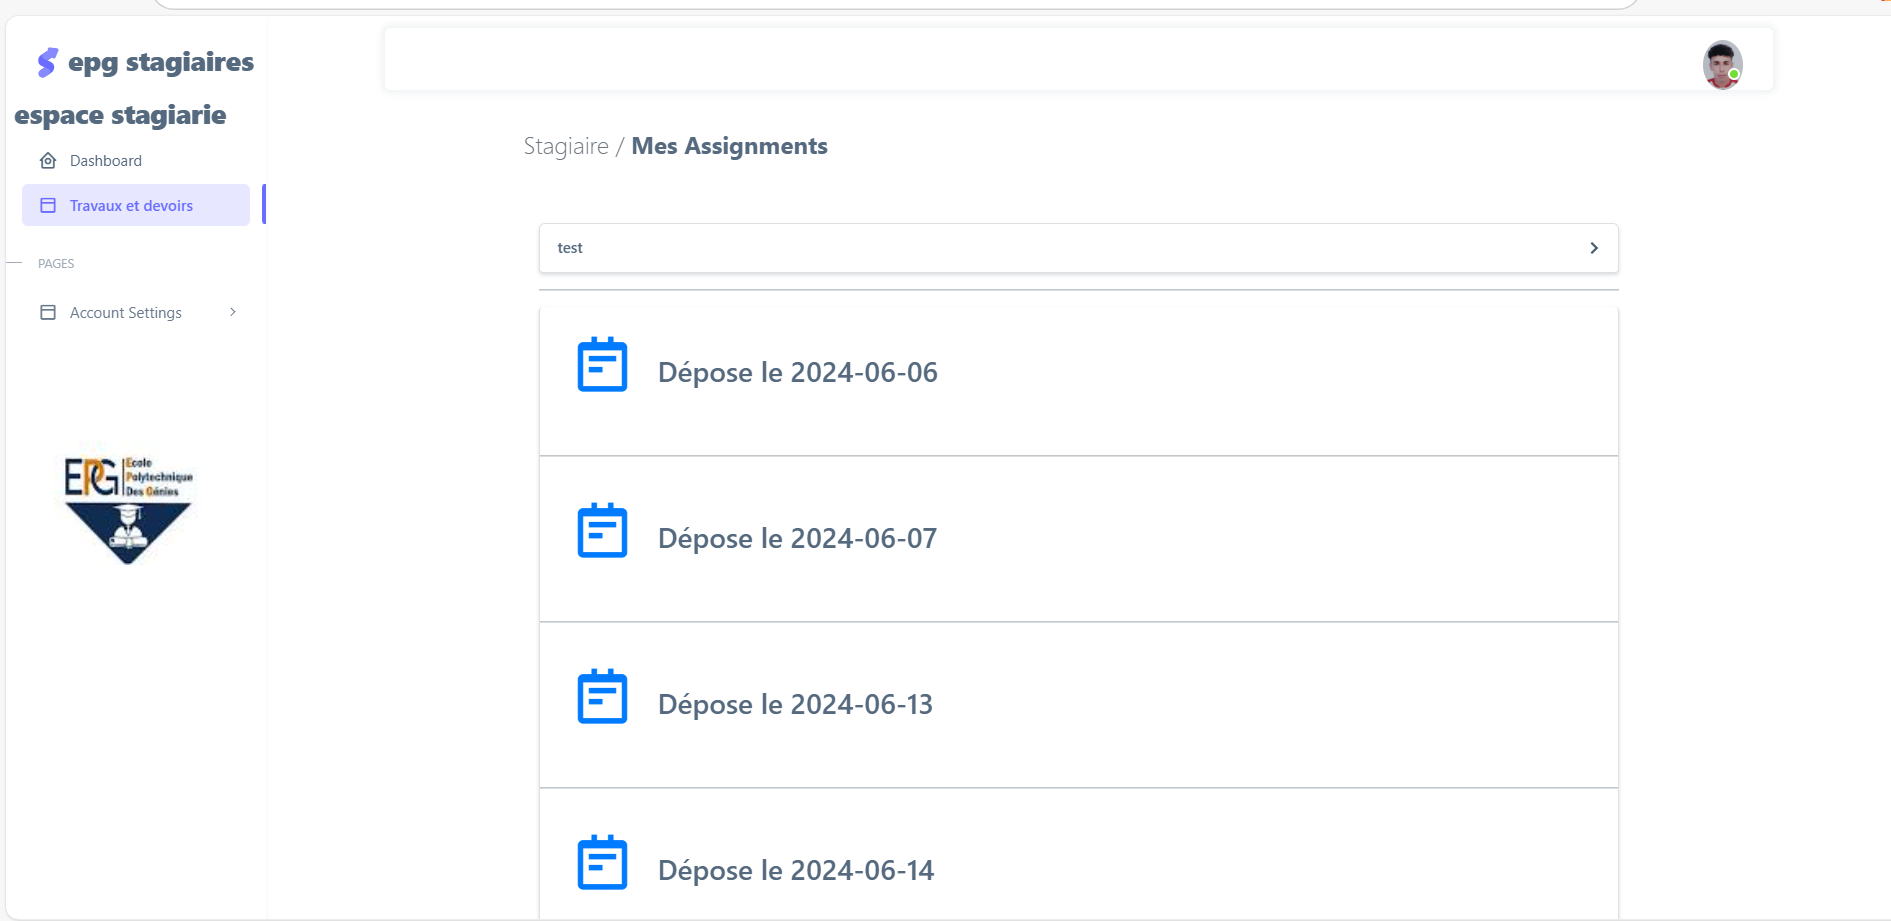 epg stagiaires
espace stagiarie
Dashboard
Travaux et devoirs
PAGES
Account Settings
EPG Ecole
Polytechnique
Des Génies
Stagiaire / Mes Assignments
test
Dépose le 2024-06-06
Dépose le 2024-06-07
Dépose le 2024-06-13
Dépose le 2024-06-14